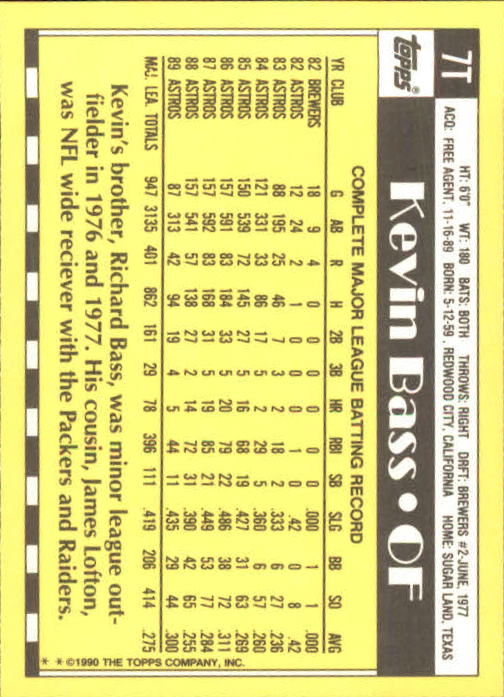 7T
HT: 6'0" WT: 180 BATS: BOTH THROWS: RIGHT DRFT: BREWERS #2-JUNE, 1977
ACQ: FREE AGENT, 11-16-89 BORN: 5-12-59, REDWOOD CITY, CALIFORNIA HOME: SUGAR LAND, TEXAS
TOPPS®
Kevin Bass • OF
COMPLETE MAJOR LEAGUE BATTING RECORD
YR CLUB G AB R H 2B 3B HR RBI SB SLG BB SO AVG
82 BREWERS 18 9 4 0 0 0 0 0 0 .000 1 1 .000
82 ASTROS 12 24 2 1 0 0 0 1 0 .42 0 8 .42
83 ASTROS 88 195 25 46 7 3 2 18 2 .333 6 27 .236
84 ASTROS 121 331 33 86 17 5 2 29 5 .360 6 57 .260
85 ASTROS 150 539 72 145 27 5 16 68 19 .427 31 63 .269
86 ASTROS 157 591 83 184 33 5 20 79 22 .486 38 72 .311
87 ASTROS 157 592 83 168 31 5 19 85 21 .449 53 77 .284
88 ASTROS 157 541 57 138 27 2 14 72 31 .390 42 65 .255
89 ASTROS 87 313 42 94 19 4 5 44 11 .435 29 44 .300
MAJ. LEA. TOTALS 947 3135 401 862 161 29 78 396 111 .419 206 414 .275
Kevin's brother, Richard Bass, was minor league out-
fielder in 1976 and 1977. His cousin, James Lofton,
was NFL wide reciever with the Packers and Raiders.
* * ©1990 THE TOPPS COMPANY, INC.